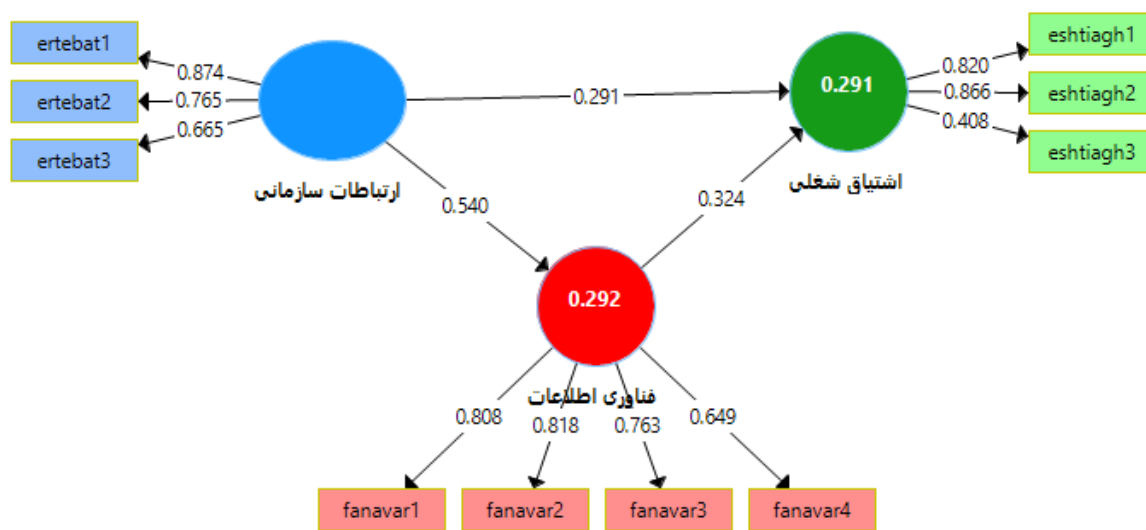 ertebat1
ertebat2
ertebat3
0.874
0.765
0.665
ارتباطات سازمانی
0.291
0.540
0.291
اشتیاق شغلی
0.324
0.820
0.866
0.408
eshtiagh1
eshtiagh2
eshtiagh3
0.292
فناوری اطلاعات
0.808
0.818
0.763
0.649
fanavar1
fanavar2
fanavar3
fanavar4